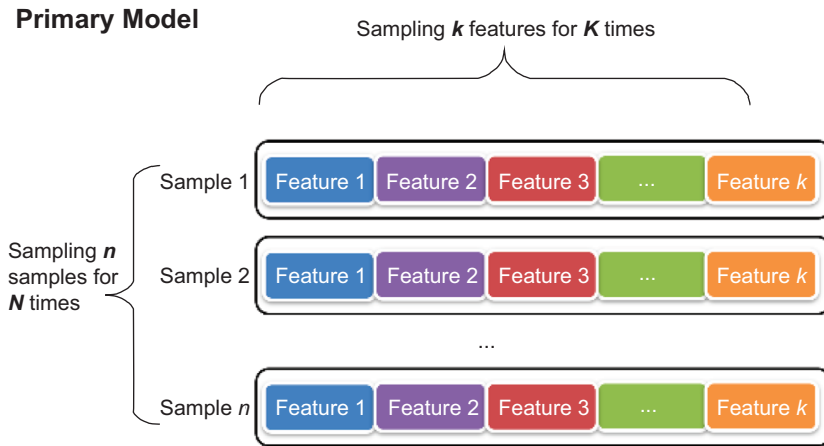 Primary Model
Sampling k features for K times
Sample 1 Feature 1 Feature 2 Feature 3 ... Feature k
Sampling n
samples for
N times
Sample 2 Feature 1 Feature 2 Feature 3 ... Feature k
...
Sample n Feature 1 Feature 2 Feature 3 ... Feature k